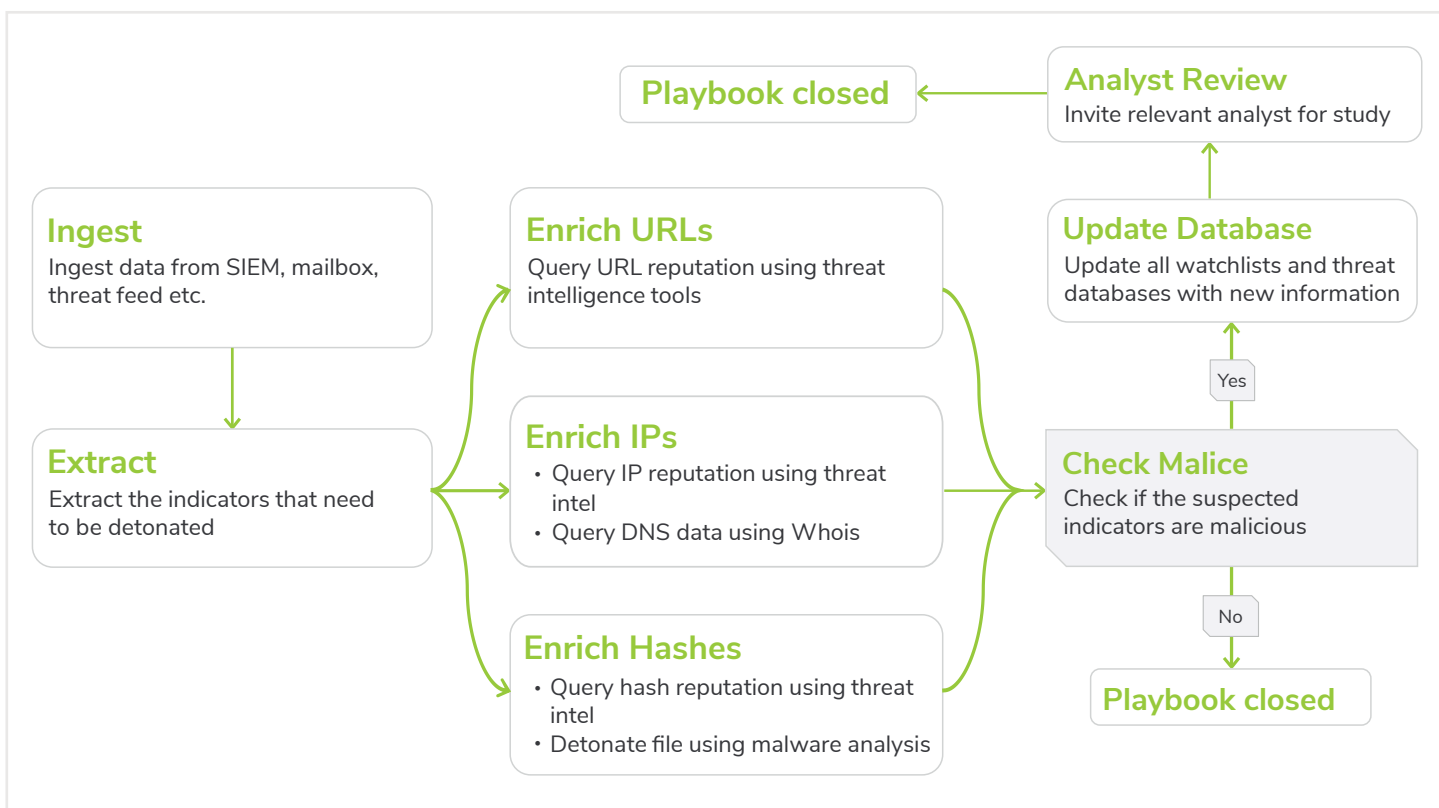 Playbook closed
Analyst Review
Invite relevant analyst for study
Ingest
Ingest data from SIEM, mailbox,
threat feed etc.
Enrich URLs
Query URL reputation using threat
intelligence tools
Update Database
Update all watchlists and threat
databases with new information
Yes
Extract
Extract the indicators that need
to be detonated
Enrich IPs
• Query IP reputation using threat
intel
• Query DNS data using Whois
Check Malice
Check if the suspected
indicators are malicious
No
Enrich Hashes
• Query hash reputation using threat
intel
• Detonate file using malware analysis
Playbook closed